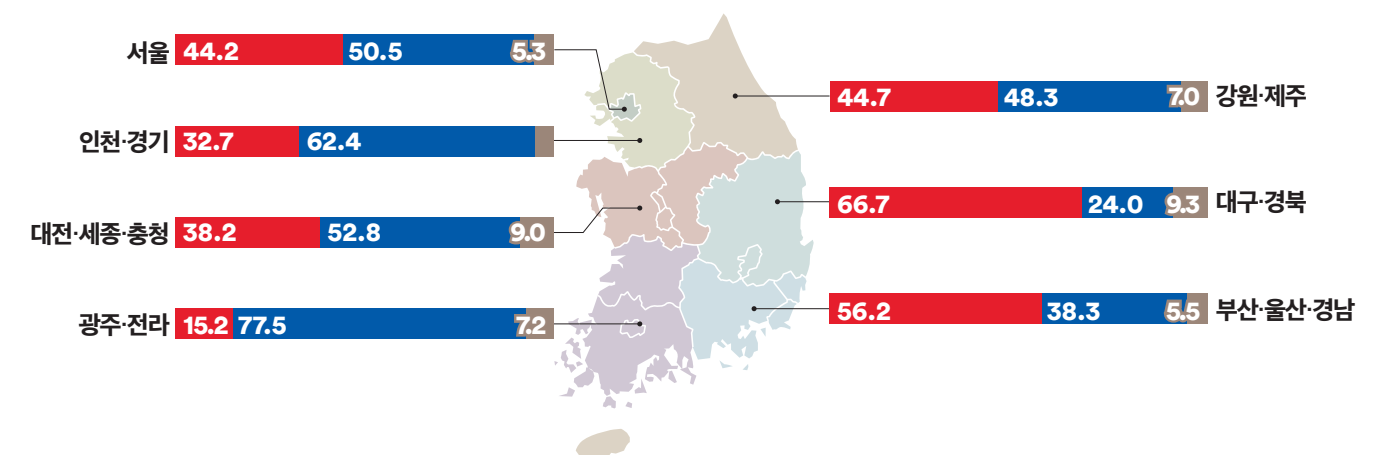 서울 44.2 50.5 5.3
인천·경기 32.7 62.4
대전·세종·충청 38.2 52.8 9.0
광주·전라 15.2 77.5 7.2
44.7 48.3 7.0 강원·제주
66.7 24.0 9.3 대구·경북
56.2 38.3 5.5 부산·울산·경남